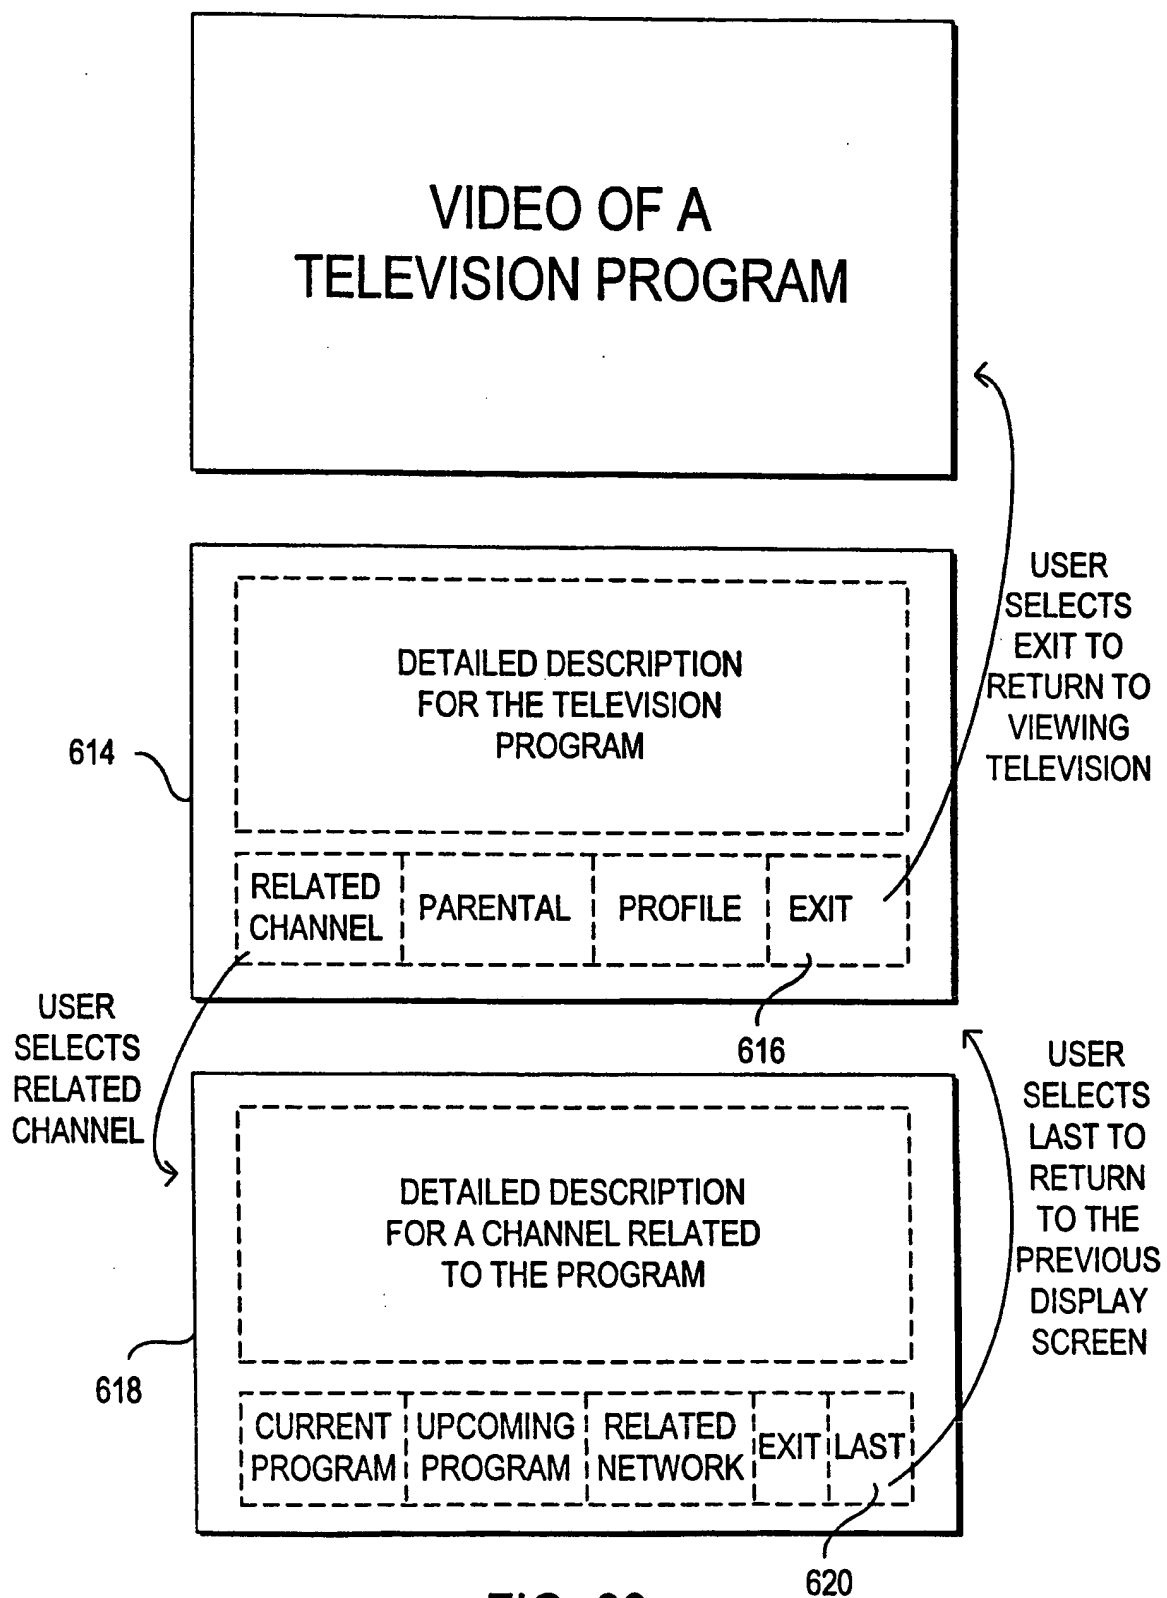 VIDEO OF A
TELEVISION PROGRAM
USER
SELECTS
EXIT TO
RETURN TO
VIEWING
TELEVISION
DETAILED DESCRIPTION
FOR THE TELEVISION
PROGRAM
614
RELATED
CHANNEL
PARENTAL
PROFILE
EXIT
616
USER
SELECTS
RELATED
CHANNEL
USER
SELECTS
LAST TO
RETURN
TO THE
PREVIOUS
DISPLAY
SCREEN
DETAILED DESCRIPTION
FOR A CHANNEL RELATED
TO THE PROGRAM
618
CURRENT
PROGRAM
UPCOMING
PROGRAM
RELATED
NETWORK
EXIT
LAST
620